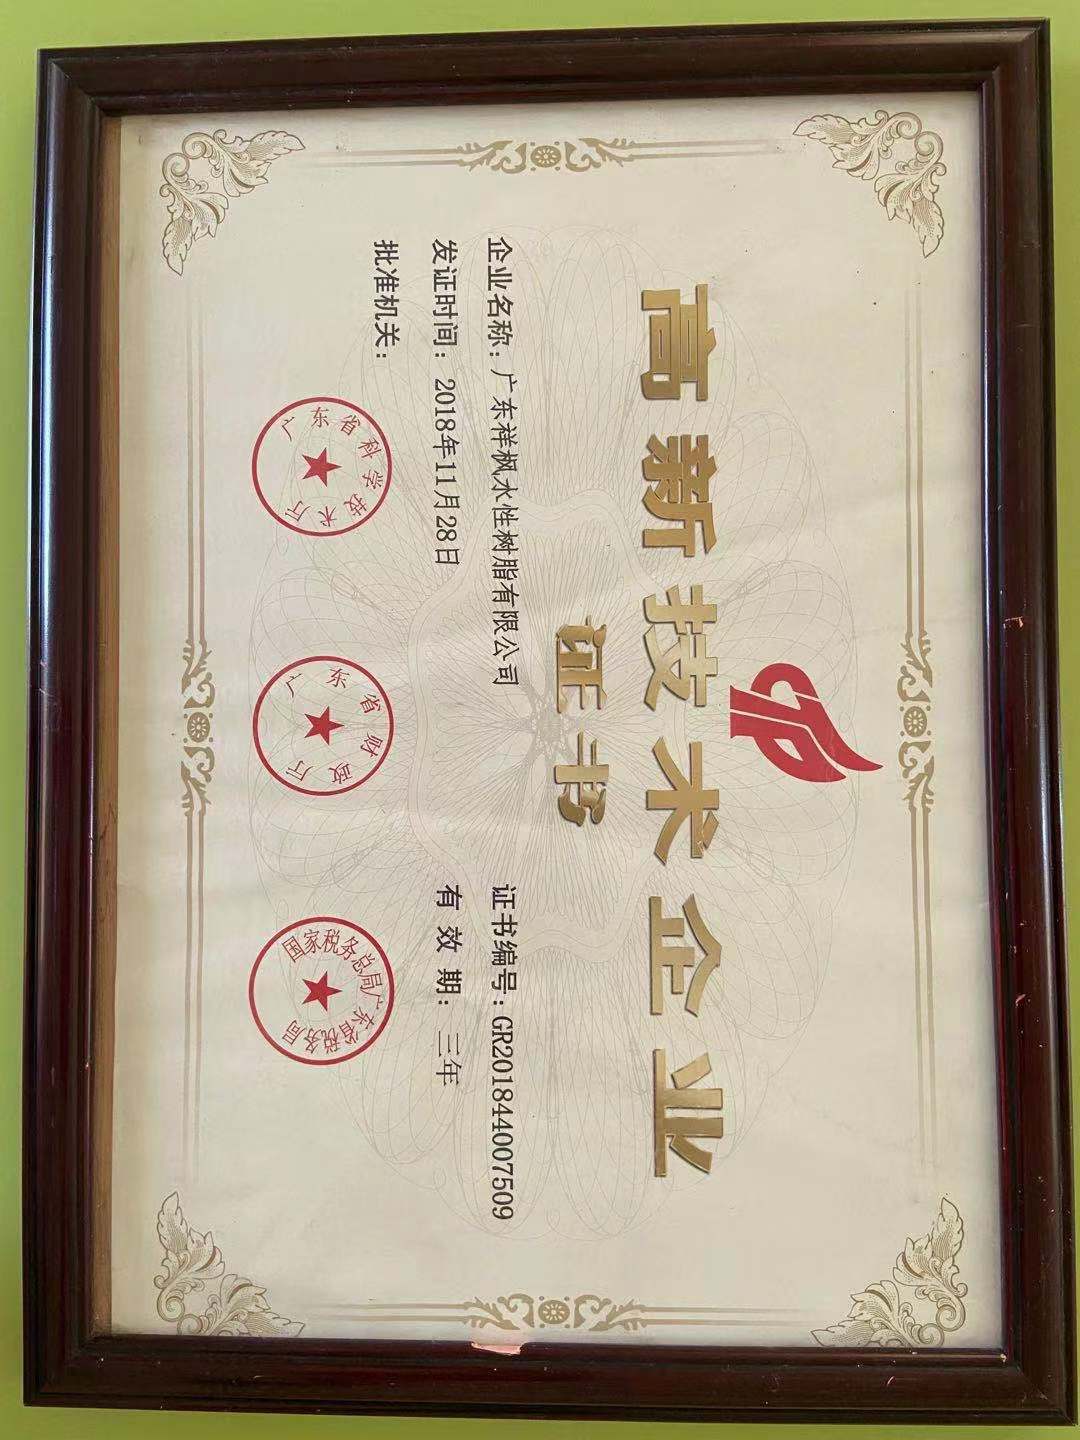 高新技术企业
证书
企业名称：广东祥枫水性树脂有限公司
证书编号：GR201844007509
发证时间：2018年11月28日
有效期：三年
批准机关：
广东省科学技术厅
广东省财政厅
国家税务总局广东省税务局